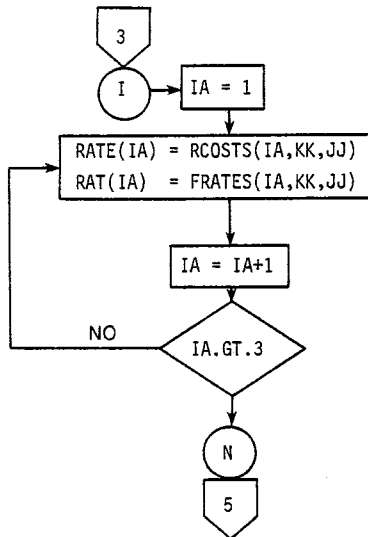 3
I
IA = 1
RATE(IA) = RCOSTS(IA,KK,JJ)
RAT(IA) = FRATES(IA,KK,JJ)
IA = IA+1
NO
IA.GT.3
N
5